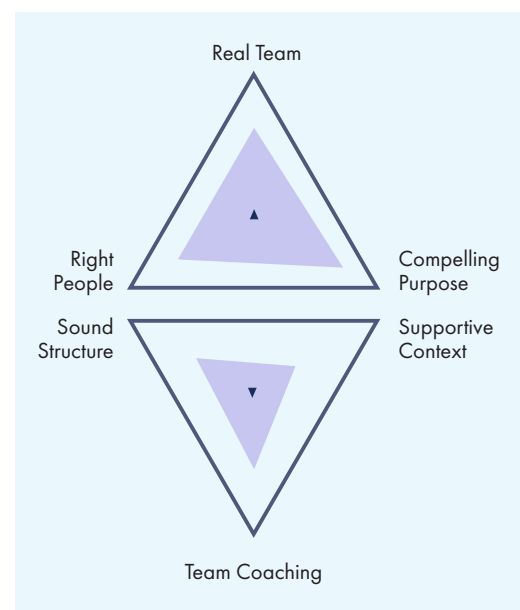 Real Team
Right
People
Compelling
Purpose
Sound
Structure
Supportive
Context
Team Coaching